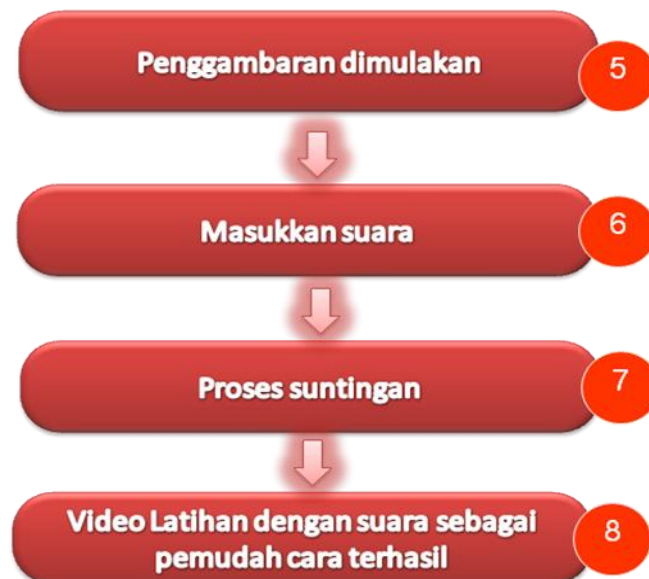 Penggambaran dimulakan
5
Masukkan suara
6
Proses suntingan
7
Video Latihan dengan suara sebagai
pemudah cara terhasil
8